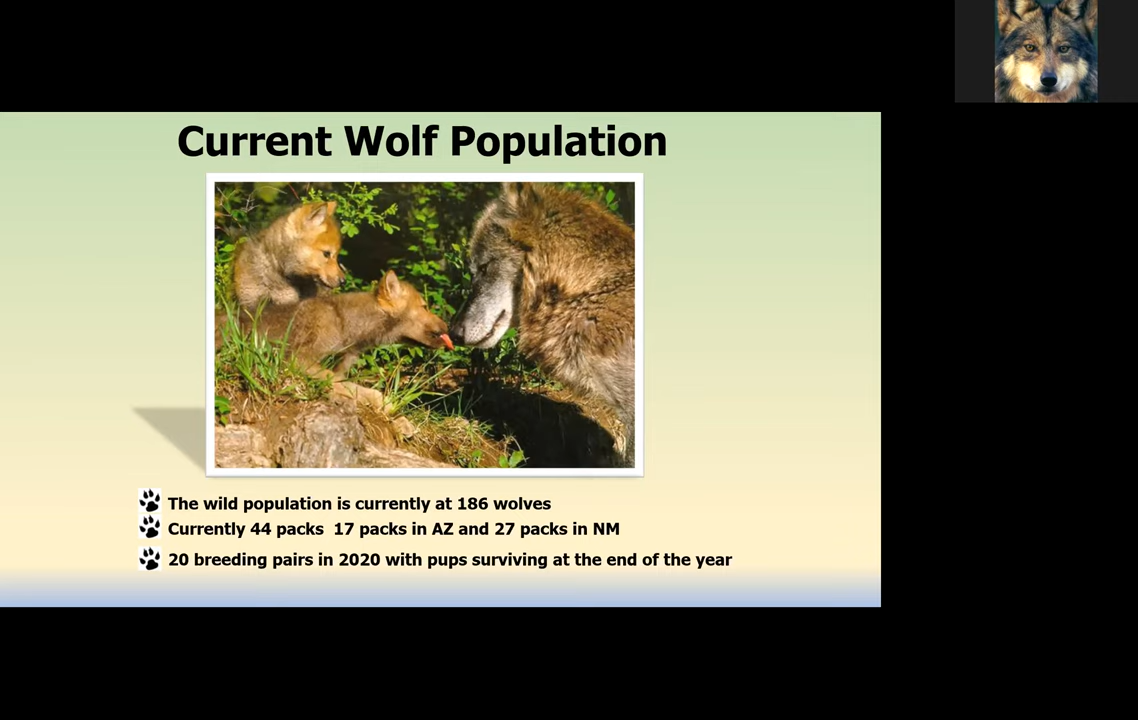 Current Wolf Population
The wild population is currently at 186 wolves
Currently 44 packs  17 packs in AZ and 27 packs in NM
20 breeding pairs in 2020 with pups surviving at the end of the year